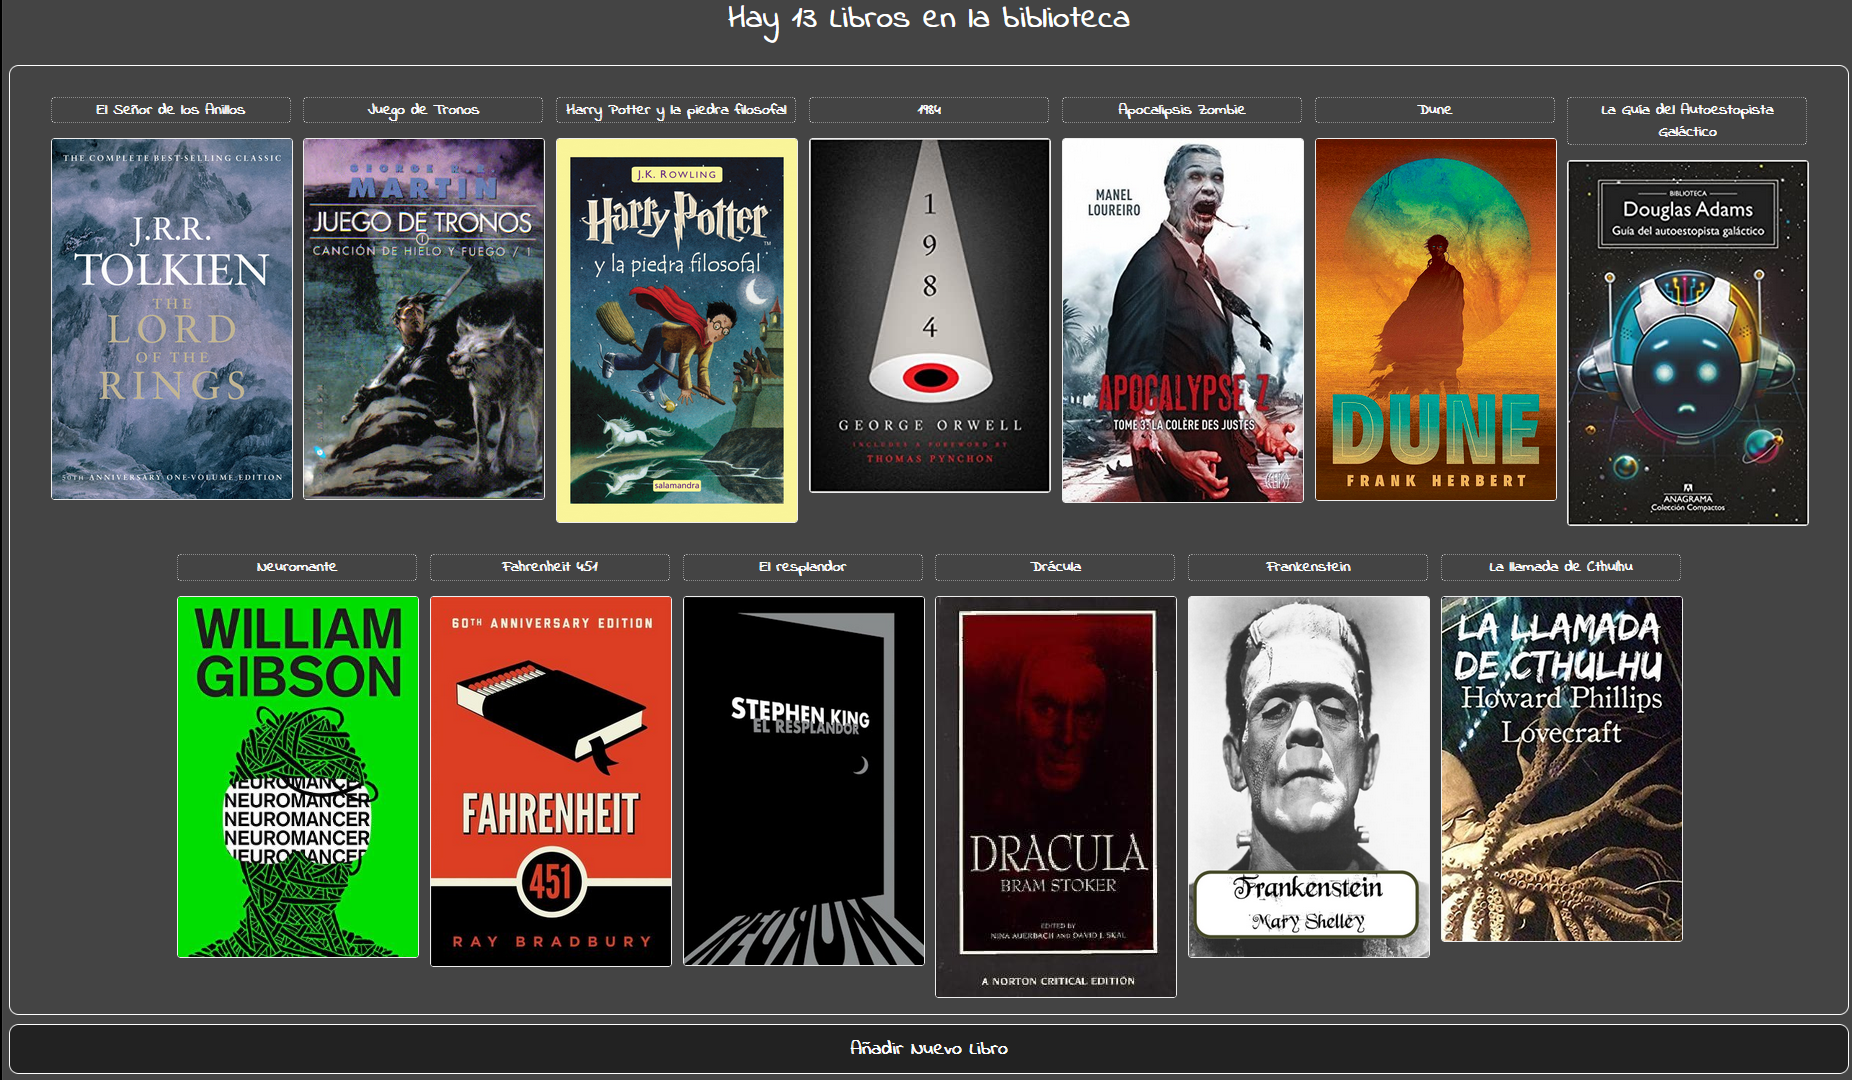 Hay 13 Libros en la biblioteca
El Señor de los Anillos
Juego de Tronos
Harry Potter y la piedra filosofal
1984
Apocalipsis Zombie
Dune
La Guía del Autoestopista
Galáctico
THE COMPLETE BEST-SELLING CLASSIC
J.R.R.
TOLKIEN
THE
LORD
OF THE
RINGS
50TH ANNIVERSARY ONE-VOLUME EDITION
GEORGE R. R.
MARTIN
JUEGO DE TRONOS
1
CANCIÓN DE HIELO Y FUEGO / 1
J.K. ROWLING
Harry Potter
TM
y la piedra filosofal
salamandra
1
9
8
4
GEORGE ORWELL
INCLUDES A FOREWORD BY
THOMAS PYNCHON
MANEL
LOUREIRO
APOCALYPSE Z
TOME 3: LA COLÈRE DES JUSTES
DUNE
FRANK HERBERT
BIBLIOTECA
Douglas Adams
Guía del autoestopista galáctico
ANAGRAMA
Colección Compactos
Neuromante
Fahrenheit 451
El resplandor
Drácula
Frankenstein
La llamada de Cthulhu
WILLIAM
GIBSON
NEUROMANCER
NEUROMANCER
NEUROMANCER
NEUROMANCER
NEUROMANCER
60TH ANNIVERSARY EDITION
FAHRENHEIT
451
RAY BRADBURY
STEPHEN KING
EL RESPLANDOR
REDRUM
DRACULA
BRAM STOKER
EDITED BY
NINA AUERBACH AND DAVID J. SKAL
A NORTON CRITICAL EDITION
Frankenstein
Mary Shelley
LA LLAMADA
DE CTHULHU
Howard Phillips
Lovecraft
Añadir Nuevo Libro